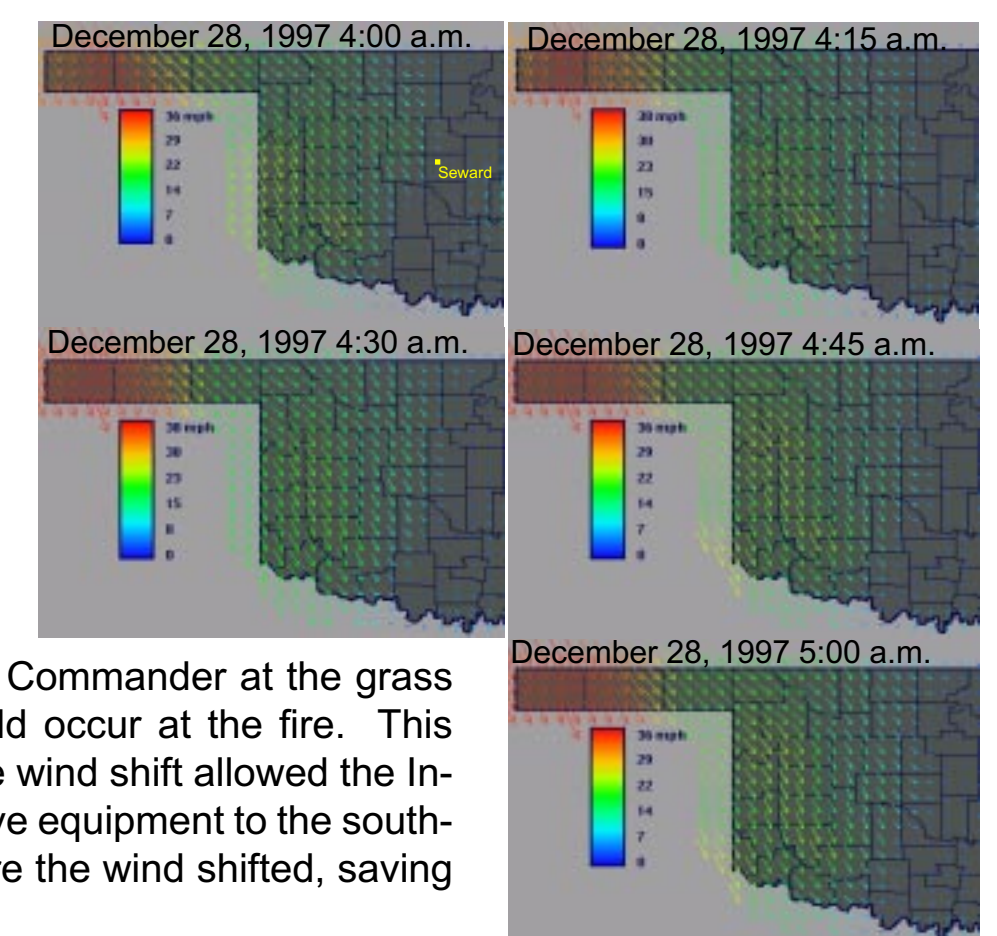 December 28, 1997 4:00 a.m.
36 mph
29
22
14
7
0
Seward
December 28, 1997 4:15 a.m.
38 mph
30
23
15
8
0
December 28, 1997 4:30 a.m.
38 mph
30
23
15
8
0
December 28, 1997 4:45 a.m.
36 mph
29
22
14
7
0
Commander at the grass
ld occur at the fire. This
e wind shift allowed the In-
ve equipment to the south-
re the wind shifted, saving
December 28, 1997 5:00 a.m.
36 mph
29
22
14
7
0